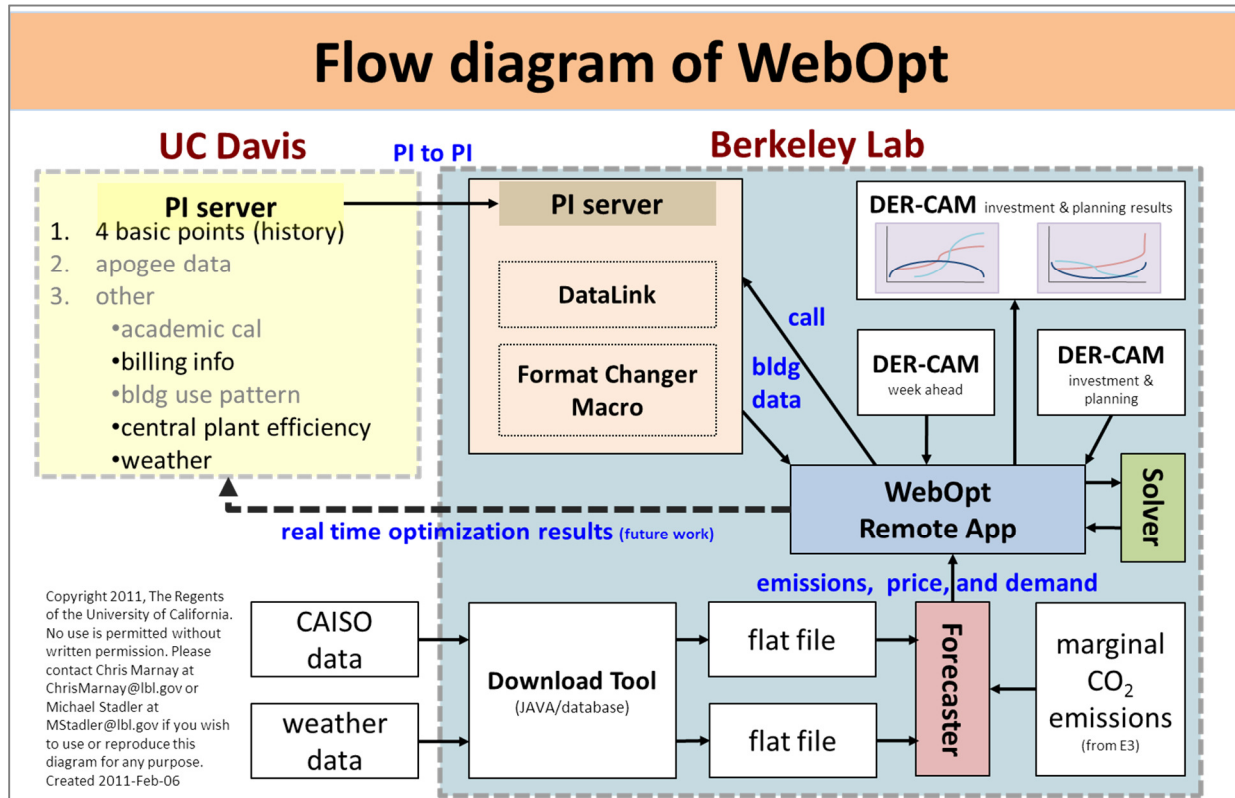 Flow diagram of WebOpt
UC Davis
PI to PI
Berkeley Lab
PI server
1. 4 basic points (history)
2. apogee data
3. other
•academic cal
•billing info
•bldg use pattern
•central plant efficiency
•weather
PI server
DataLink
Format Changer
Macro
call
bldg
data
DER-CAM investment & planning results
DER-CAM
week ahead
DER-CAM
investment &
planning
WebOpt
Remote App
Solver
real time optimization results (future work)
emissions, price, and demand
Copyright 2011, The Regents
of the University of California.
No use is permitted without
written permission. Please
contact Chris Marnay at
ChrisMarnay@lbl.gov or
Michael Stadler at
MStadler@lbl.gov if you wish
to use or reproduce this
diagram for any purpose.
Created 2011-Feb-06
CAISO
data
weather
data
Download Tool
(JAVA/database)
flat file
flat file
Forecaster
marginal
CO2
emissions
(from E3)